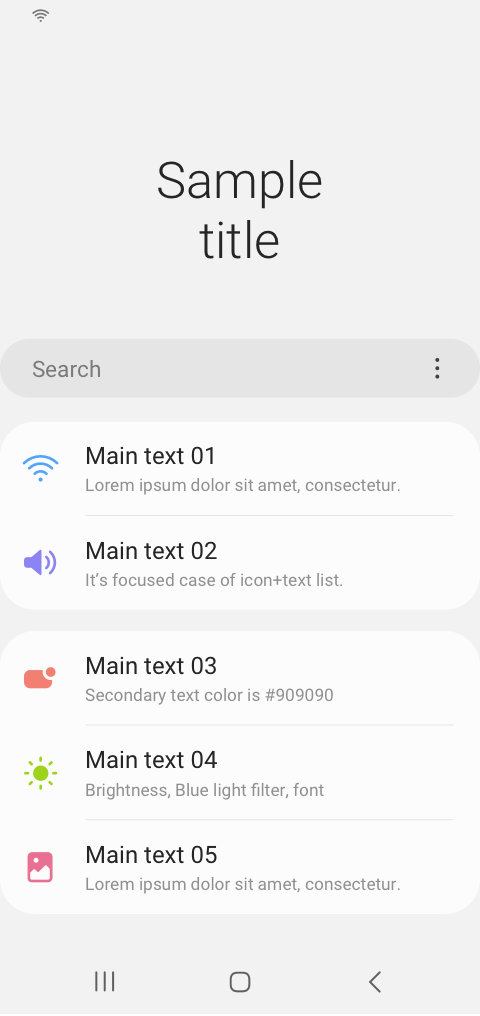 Sample
title
Search
Main text 01
Lorem ipsum dolor sit amet, consectetur.
Main text 02
It’s focused case of icon+text list.
Main text 03
Secondary text color is #909090
Main text 04
Brightness, Blue light filter, font
Main text 05
Lorem ipsum dolor sit amet, consectetur.